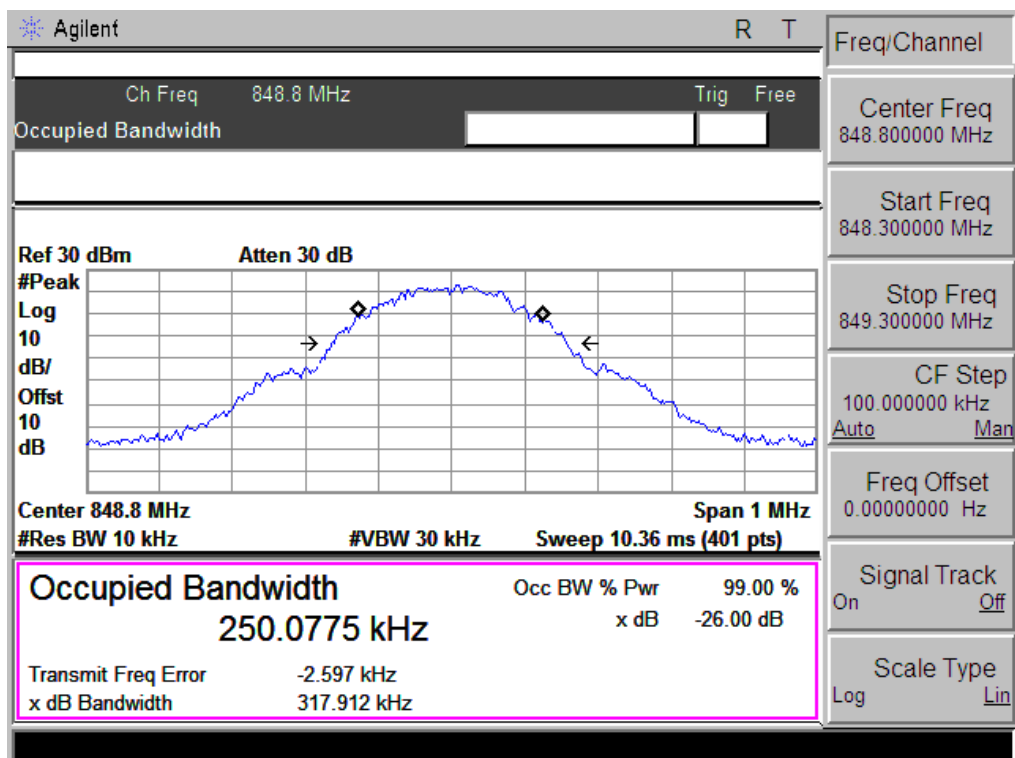 Agilent R T
Ch Freq 848.8 MHz Trig Free
Occupied Bandwidth
Ref 30 dBm Atten 30 dB
#Peak
Log
10
dB/
Offst
10
dB
Center 848.8 MHz Span 1 MHz
#Res BW 10 kHz #VBW 30 kHz Sweep 10.36 ms (401 pts)
Occupied Bandwidth Occ BW % Pwr 99.00 %
250.0775 kHz x dB -26.00 dB
Transmit Freq Error -2.597 kHz
x dB Bandwidth 317.912 kHz
Freq/Channel
Center Freq
848.800000 MHz
Start Freq
848.300000 MHz
Stop Freq
849.300000 MHz
CF Step
100.000000 kHz
Auto Man
Freq Offset
0.00000000 Hz
Signal Track
On Off
Scale Type
Log Lin